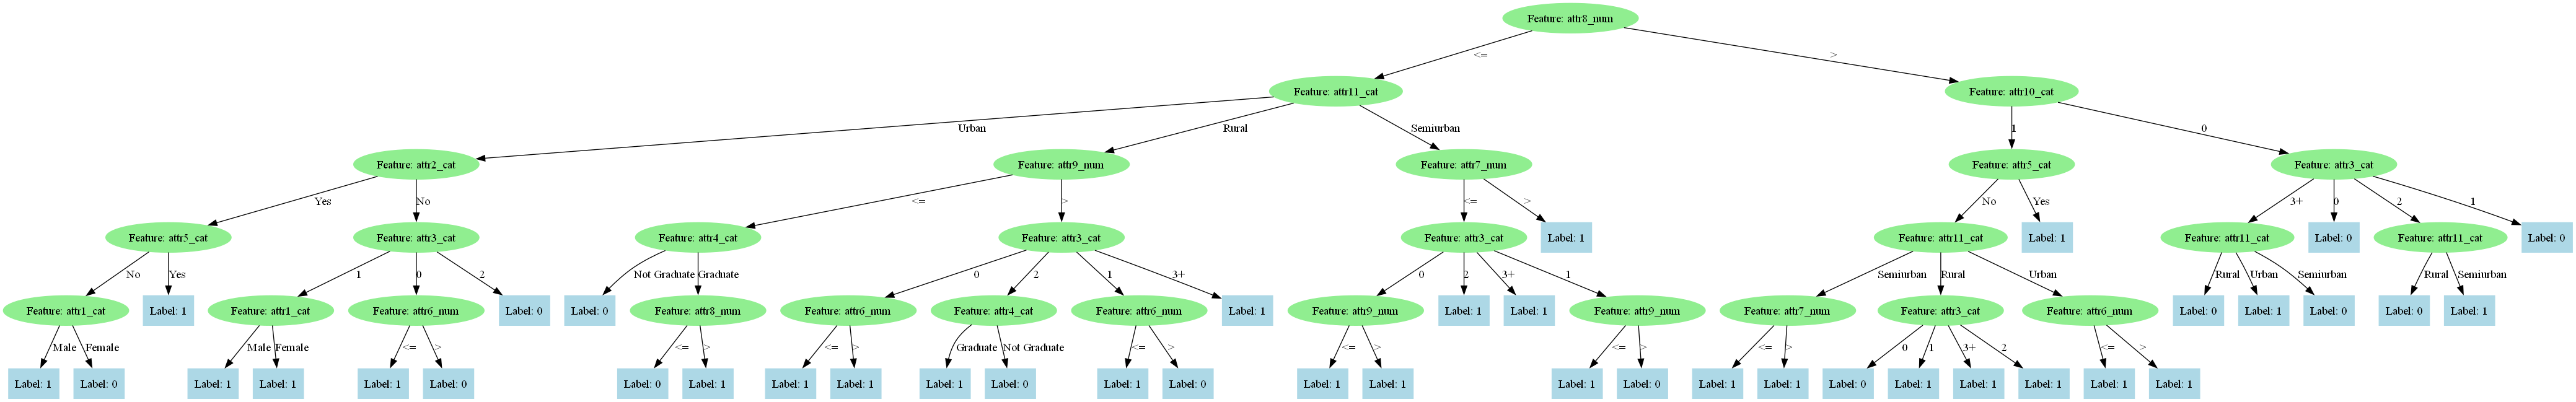 Feature: attr8_num
<= >
Feature: attr11_cat Feature: attr10_cat
Urban Rural Semiurban 1 0
Feature: attr2_cat Feature: attr9_num Feature: attr7_num Feature: attr5_cat Feature: attr3_cat
Yes No <= > <= > No Yes 3+ 0 2 1
Feature: attr5_cat Feature: attr3_cat Feature: attr4_cat Feature: attr3_cat Feature: attr3_cat Label: 1 Feature: attr11_cat Label: 1 Feature: attr11_cat Label: 0 Feature: attr11_cat Label: 0
No Yes 1 0 2 Not Graduate Graduate 0 2 1 3+ 0 2 3+ 1 Semiurban Rural Urban Rural Urban Semiurban Rural Semiurban
Feature: attr1_cat Label: 1 Feature: attr1_cat Feature: attr6_num Label: 0 Label: 0 Feature: attr8_num Feature: attr6_num Feature: attr4_cat Feature: attr6_num Label: 1 Feature: attr9_num Label: 1 Label: 1 Feature: attr9_num Feature: attr7_num Feature: attr3_cat Feature: attr6_num Label: 0 Label: 1 Label: 0 Label: 0 Label: 1
Male Female Male Female <= > <= > <= > Graduate Not Graduate <= > <= > <= > <= > 0 1 3+ 2 <= >
Label: 1 Label: 0 Label: 1 Label: 1 Label: 1 Label: 0 Label: 0 Label: 1 Label: 1 Label: 1 Label: 1 Label: 0 Label: 1 Label: 0 Label: 1 Label: 1 Label: 1 Label: 0 Label: 1 Label: 1 Label: 0 Label: 1 Label: 1 Label: 1 Label: 1 Label: 1